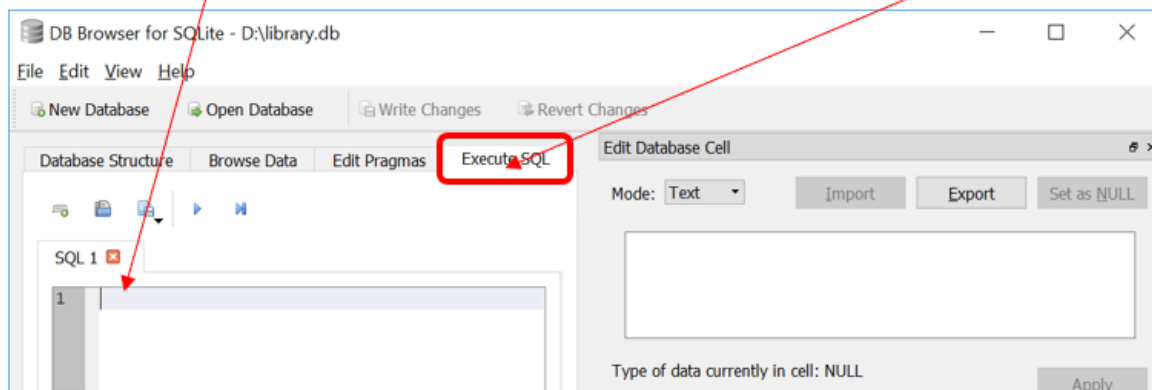 DB Browser for SQLite - D:\library.db
File Edit View Help
New Database Open Database Write Changes Revert Changes
Database Structure Browse Data Edit Pragmas Execute SQL
Edit Database Cell
Mode: Text Import Export Set as NULL
SQL 1
1
Type of data currently in cell: NULL
Apply